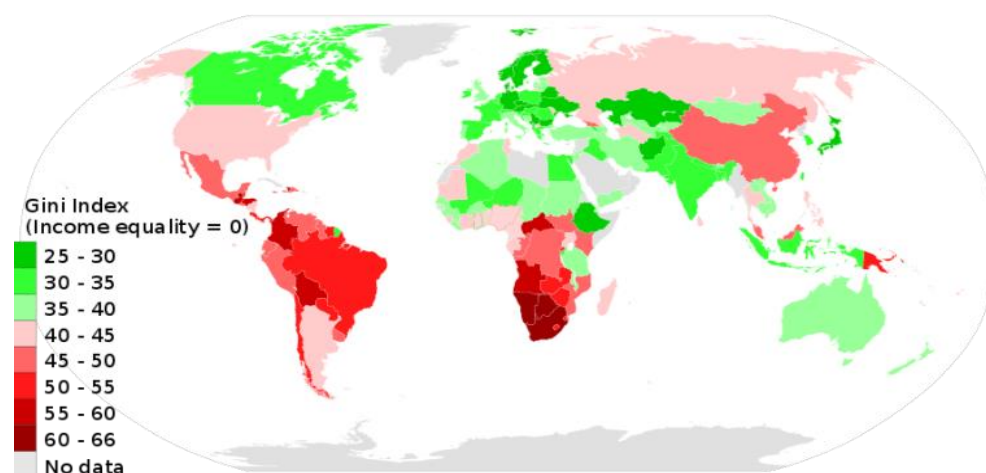 Gini Index
(Income equality = 0)
25 - 30
30 - 35
35 - 40
40 - 45
45 - 50
50 - 55
55 - 60
60 - 66
No data